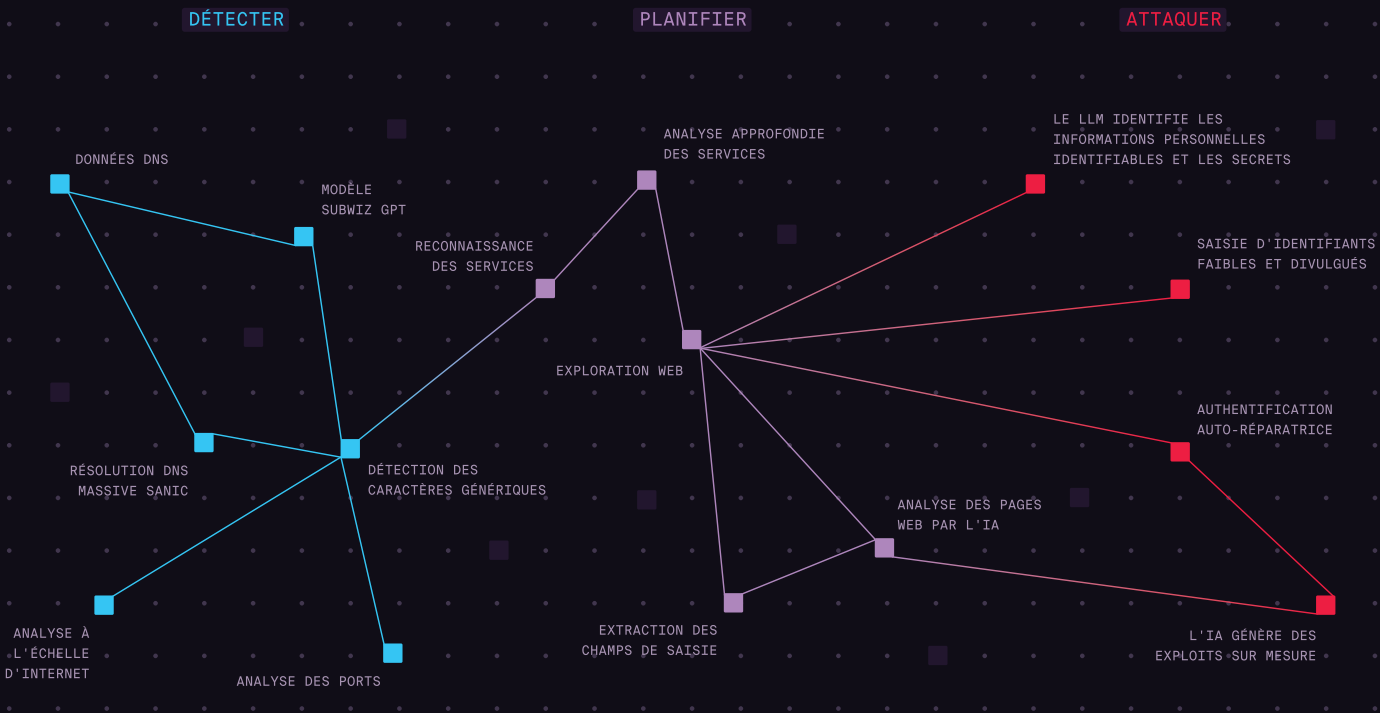 DÉTECTER
PLANIFIER
ATTAQUER
DONNÉES DNS
MODÈLE
SUBWIZ GPT
RÉSOLUTION DNS
MASSIVE SANIC
DÉTECTION DES
CARACTÈRES GÉNÉRIQUES
ANALYSE À
L'ÉCHELLE
D'INTERNET
ANALYSE DES PORTS
RECONNAISSANCE
DES SERVICES
ANALYSE APPROFONDIE
DES SERVICES
EXPLORATION WEB
EXTRACTION DES
CHAMPS DE SAISIE
ANALYSE DES PAGES
WEB PAR L'IA
LE LLM IDENTIFIE LES
INFORMATIONS PERSONNELLES
IDENTIFIABLES ET LES SECRETS
SAISIE D'IDENTIFIANTS
FAIBLES ET DIVULGUÉS
AUTHENTIFICATION
AUTO-RÉPARATRICE
L'IA GÉNÈRE DES
EXPLOITS SUR MESURE